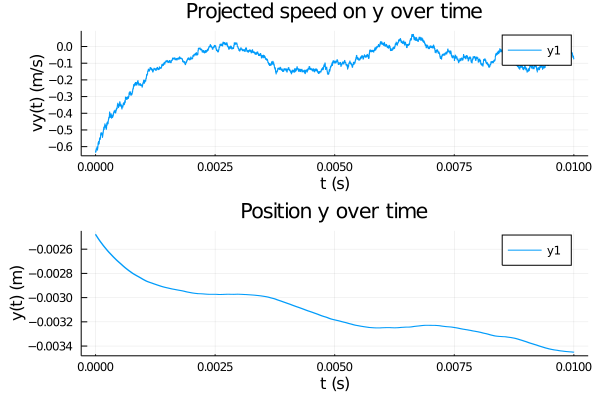 Projected speed on y over time
vy(t) (m/s)
0.0
−0.1
−0.2
−0.3
−0.4
−0.5
−0.6
y1
0.0000 0.0025 0.0050 0.0075 0.0100
t (s)
Position y over time
y(t) (m)
−0.0026
−0.0028
−0.0030
−0.0032
−0.0034
y1
0.0000 0.0025 0.0050 0.0075 0.0100
t (s)